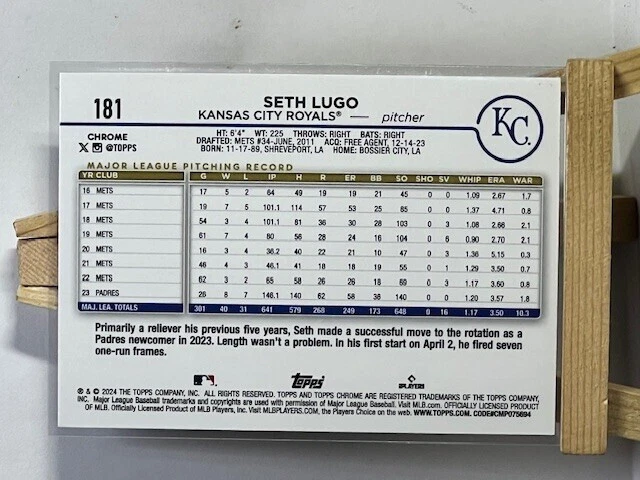 181
SETH LUGO
KANSAS CITY ROYALS® — pitcher
KC
CHROME
@TOPPS
HT: 6'4" WT: 225 THROWS: RIGHT BATS: RIGHT
DRAFTED: METS #34-JUNE, 2011 ACQ: FREE AGENT, 12-14-23
BORN: 11-17-89, SHREVEPORT, LA HOME: BOSSIER CITY, LA
MAJOR LEAGUE PITCHING RECORD
YR CLUB G W L IP H R ER BB SO SHO SV WHIP ERA WAR
16 METS 17 5 2 64 49 19 19 21 45 0 0 1.09 2.67 1.7
17 METS 19 7 5 101.1 114 57 53 25 85 0 0 1.37 4.71 0.8
18 METS 54 3 4 101.1 81 36 30 28 103 0 3 1.08 2.66 2.1
19 METS 61 7 4 80 56 28 24 16 104 0 6 0.90 2.70 2.1
20 METS 16 3 4 36.2 40 22 21 10 47 0 3 1.36 5.15 0.3
21 METS 46 4 3 46.1 41 18 18 19 55 0 1 1.29 3.50 0.7
22 METS 62 3 2 65 58 26 26 18 69 0 3 1.17 3.60 0.8
23 PADRES 26 8 7 146.1 140 62 58 36 140 0 0 1.20 3.57 1.8
MAJ. LEA. TOTALS 301 40 31 641 579 268 249 173 648 0 16 1.17 3.50 10.3
Primarily a reliever his previous five years, Seth made a successful move to the rotation as a
Padres newcomer in 2023. Length wasn't a problem. In his first start on April 2, he fired seven
one-run frames.
Topps
PLAYERS
® & © 2024 THE TOPPS COMPANY, INC. ALL RIGHTS RESERVED. TOPPS AND TOPPS CHROME ARE REGISTERED TRADEMARKS OF THE TOPPS COMPANY,
INC. Major League Baseball trademarks and copyrights are used with permission of Major League Baseball. Visit MLB.com. OFFICIALLY LICENSED PRODUCT
OF MLB. Officially Licensed Product of MLB Players, Inc. Visit MLBPLAYERS.COM, the Players Choice on the web. WWW.TOPPS.COM. CODE#CMP075694